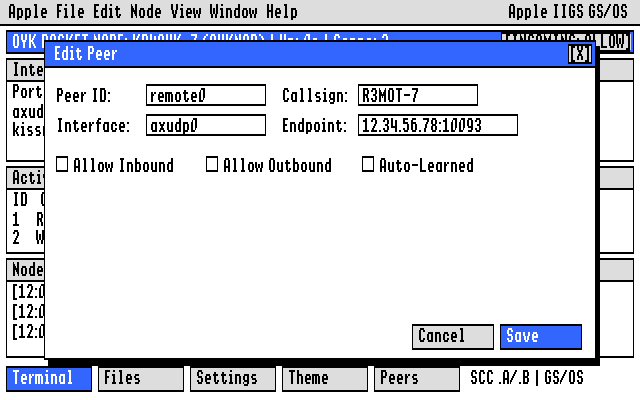 Apple File Edit Node View Window Help Apple IIGS GS/OS
Edit Peer [X]
Peer ID: remote0 Callsign: R3MOT-7
Interface: axudp0 Endpoint: 12.34.56.78:10093
Allow Inbound Allow Outbound Auto-Learned
Inte
Port
axud
kiss
Acti
ID
1 R
2 W
Node
[12:0
[12:0
[12:0
Cancel Save
Terminal Files Settings Theme Peers SCC .A/.B | GS/OS